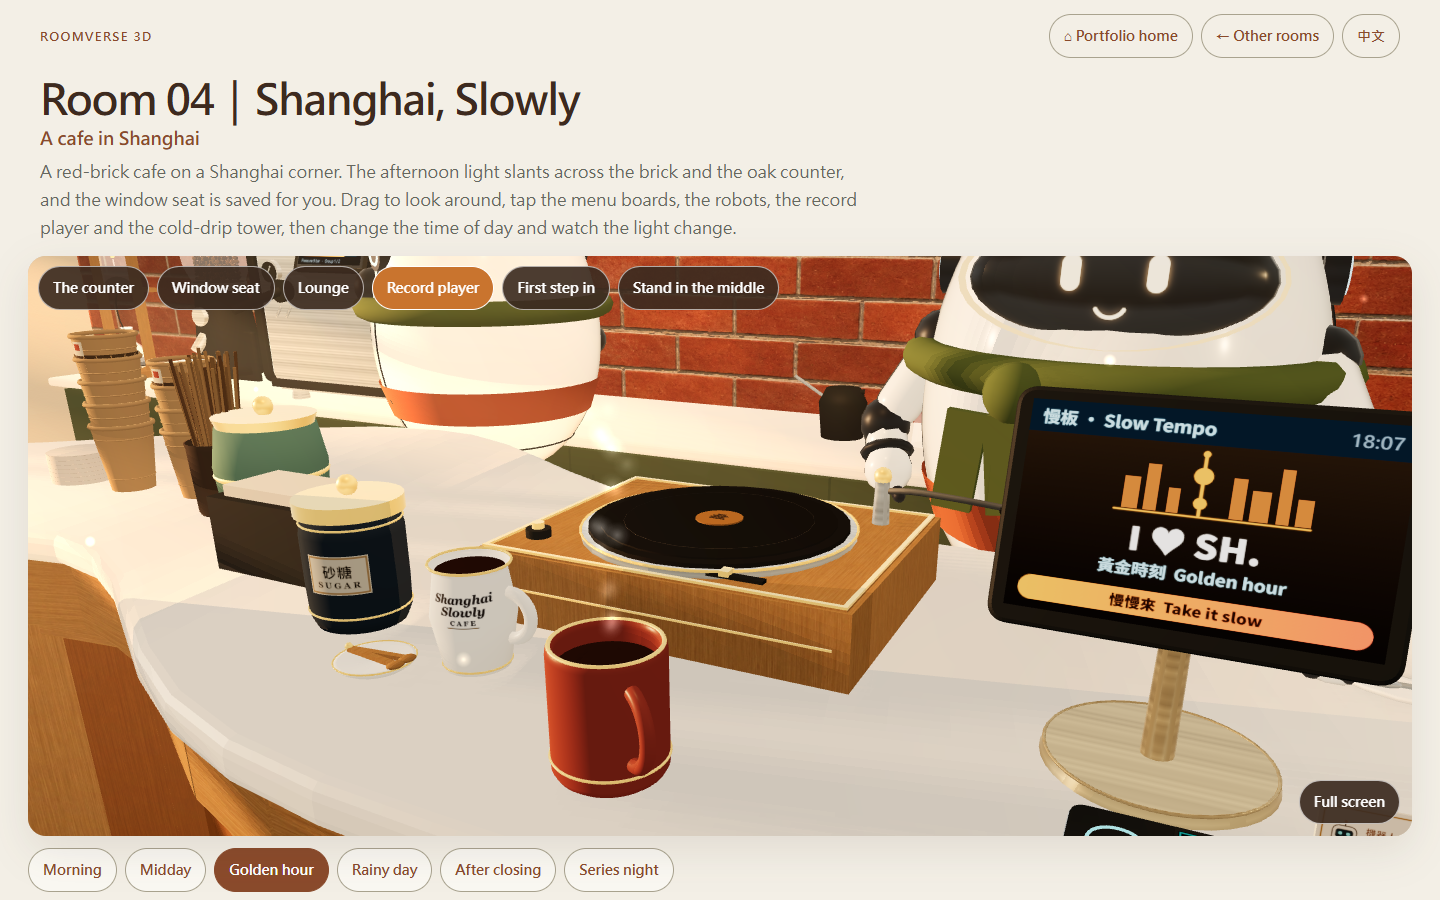 ROOMVERSE 3D
⌂ Portfolio home
← Other rooms
中文
Room 04 | Shanghai, Slowly
A cafe in Shanghai
A red-brick cafe on a Shanghai corner. The afternoon light slants across the brick and the oak counter,
and the window seat is saved for you. Drag to look around, tap the menu boards, the robots, the record
player and the cold-drip tower, then change the time of day and watch the light change.
The counter
Window seat
Lounge
Record player
First step in
Stand in the middle
慢板 • Slow Tempo
18:07
I ♥ SH.
黃金時刻 Golden hour
慢慢來 Take it slow
砂糖
SUGAR
Shanghai
Slowly
CAFE
Full screen
Morning
Midday
Golden hour
Rainy day
After closing
Series night